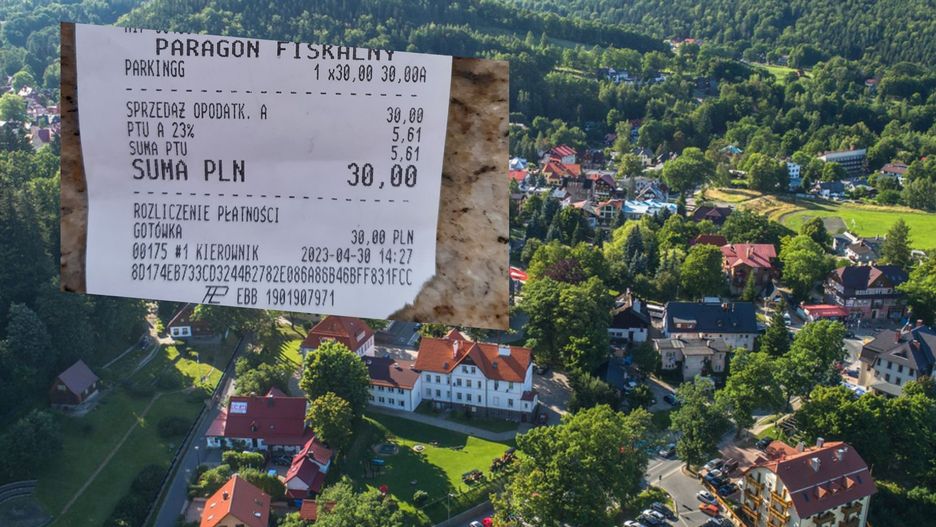 PARAGON FISKALNY
PARKINGG 1 x30,00 30,00A
SPRZEDAŻ OPODATK. A 30,00
PTU A 23% 5,61
SUMA PTU 5,61
SUMA PLN 30,00
ROZLICZENIE PŁATNOŚCI
GOTÓWKA 30,00 PLN
00175 #1 KIEROWNIK 2023-04-30 14:27
8D174EB733CD3244B2782E086A86B46BFF831FCC
EBB 1901907971